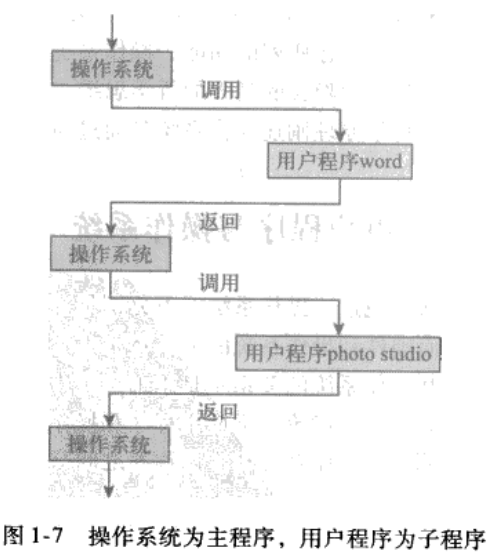 操作系统
调用
用户程序word
返回
操作系统
调用
用户程序photo studio
返回
操作系统
图 1-7 操作系统为主程序，用户程序为子程序